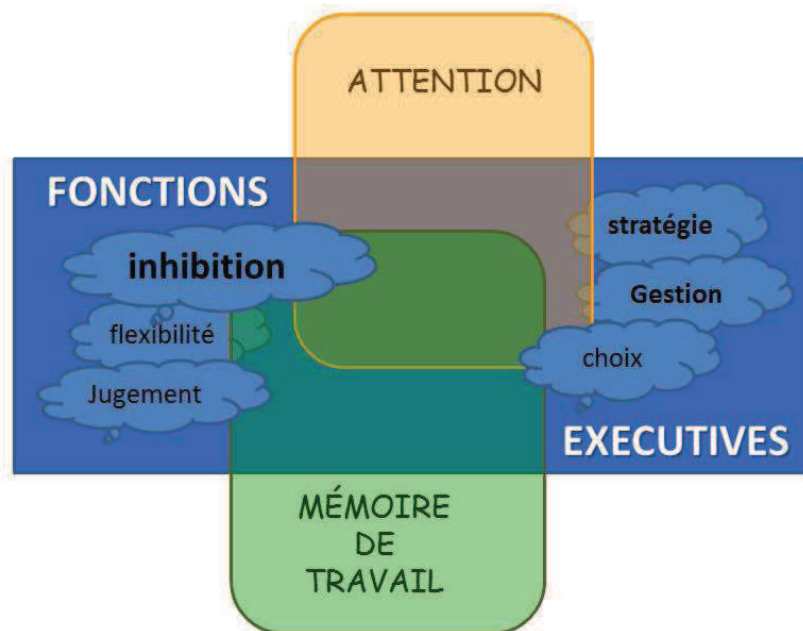 ATTENTION
FONCTIONS
inhibition
flexibilité
Jugement
stratégie
Gestion
choix
EXECUTIVES
MÉMOIRE
DE
TRAVAIL